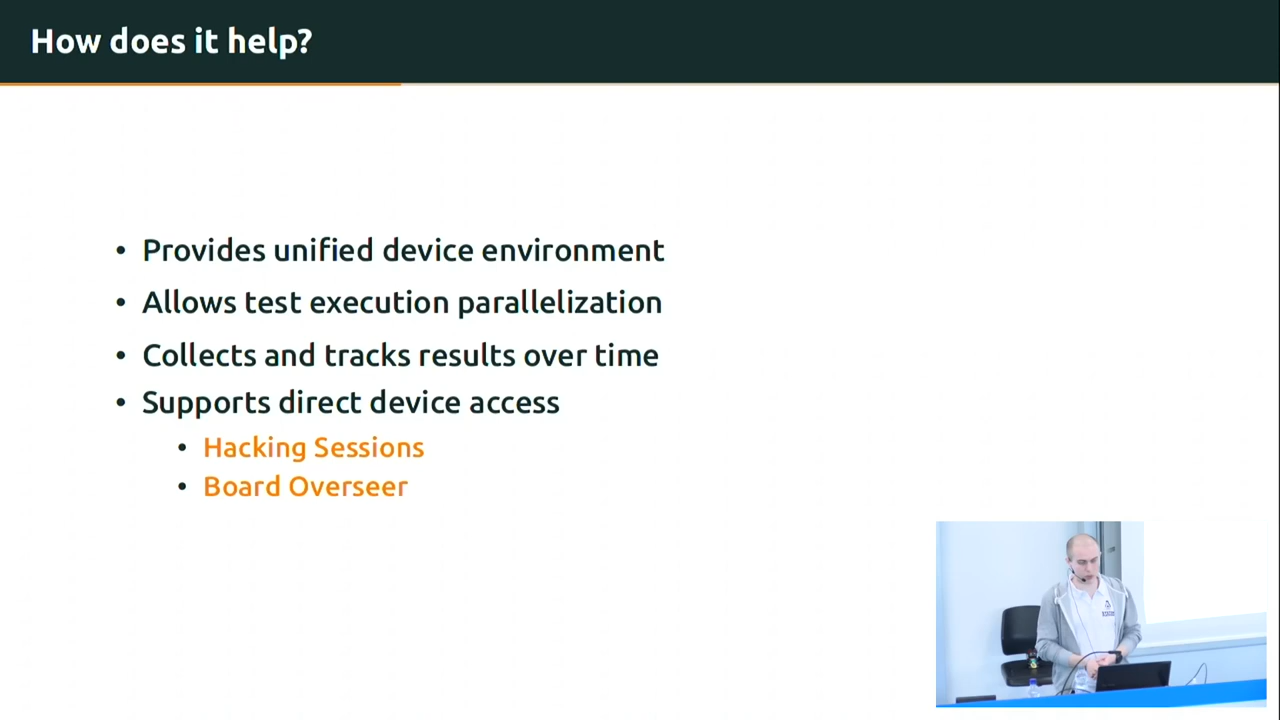 How does it help?
• Provides unified device environment
• Allows test execution parallelization
• Collects and tracks results over time
• Supports direct device access
• Hacking Sessions
• Board Overseer